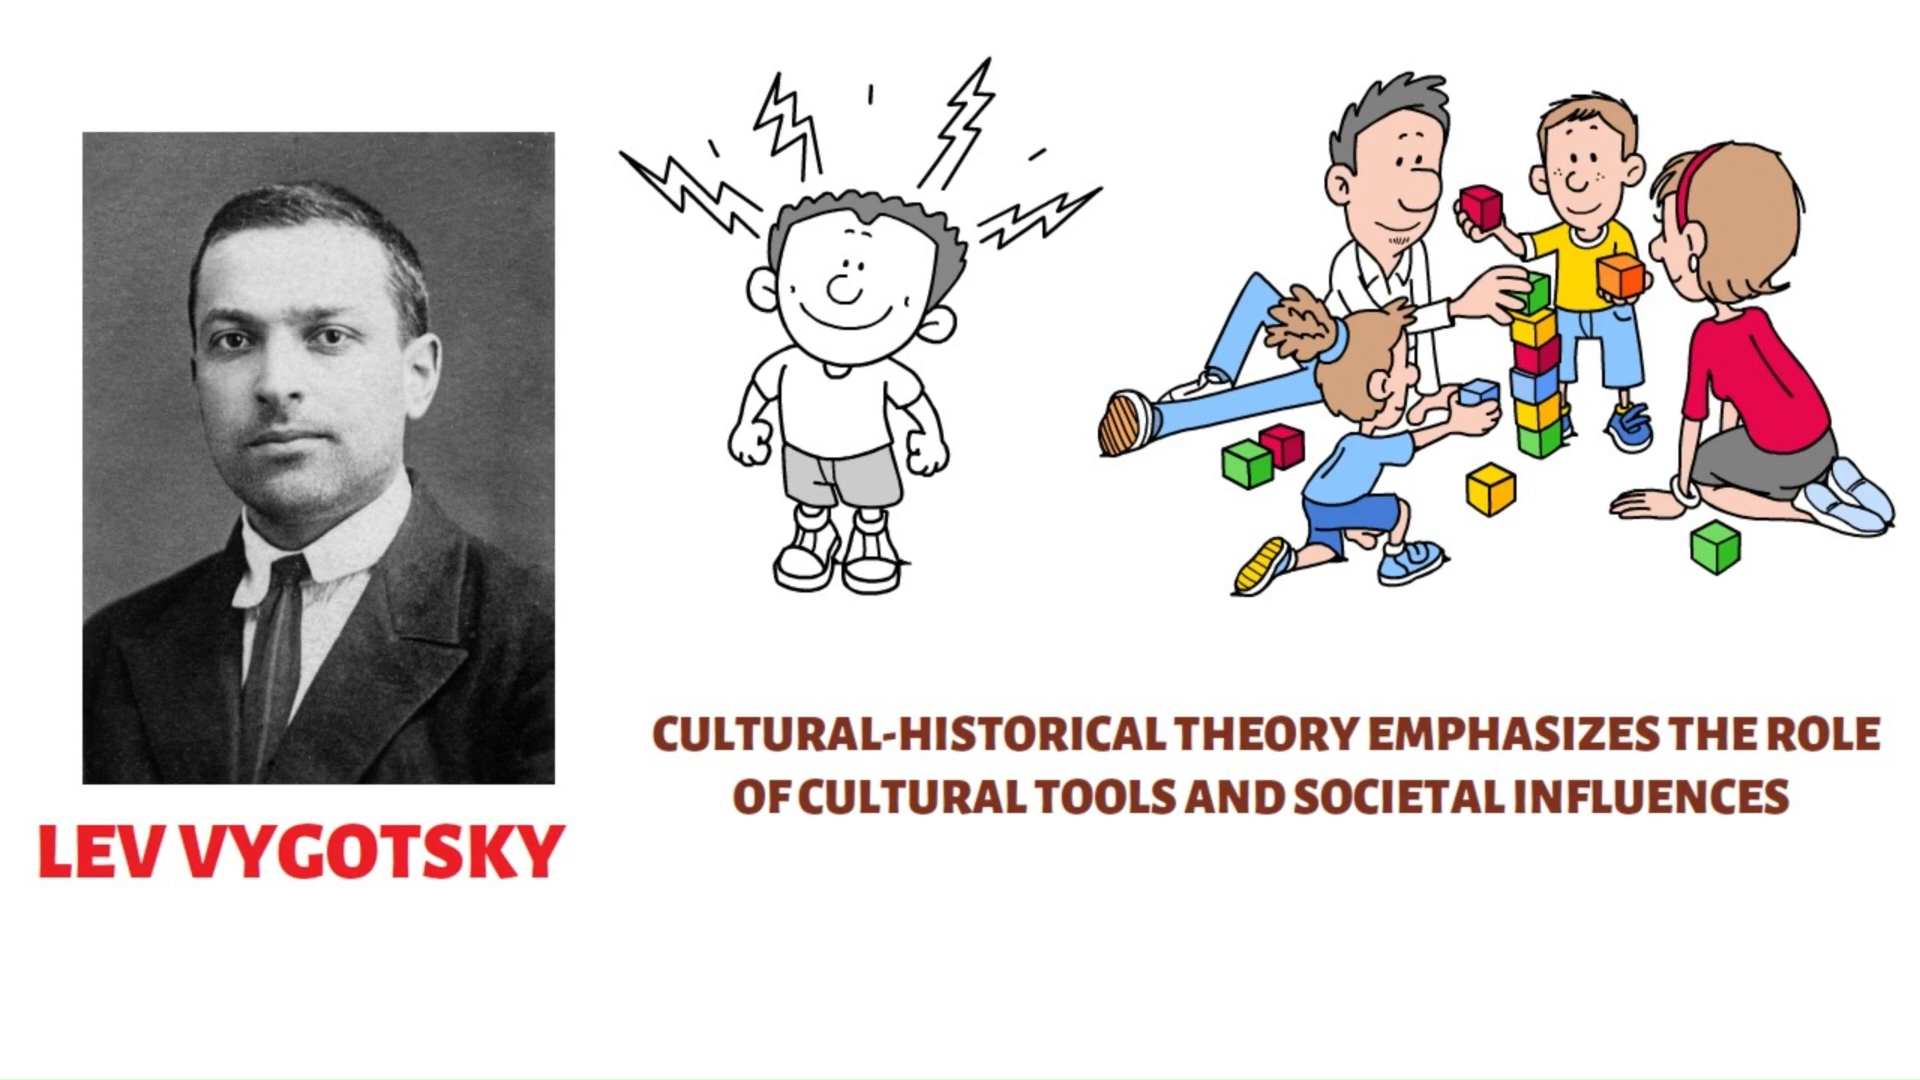 CULTURAL-HISTORICAL THEORY EMPHASIZES THE ROLE
OF CULTURAL TOOLS AND SOCIETAL INFLUENCES
LEV VYGOTSKY